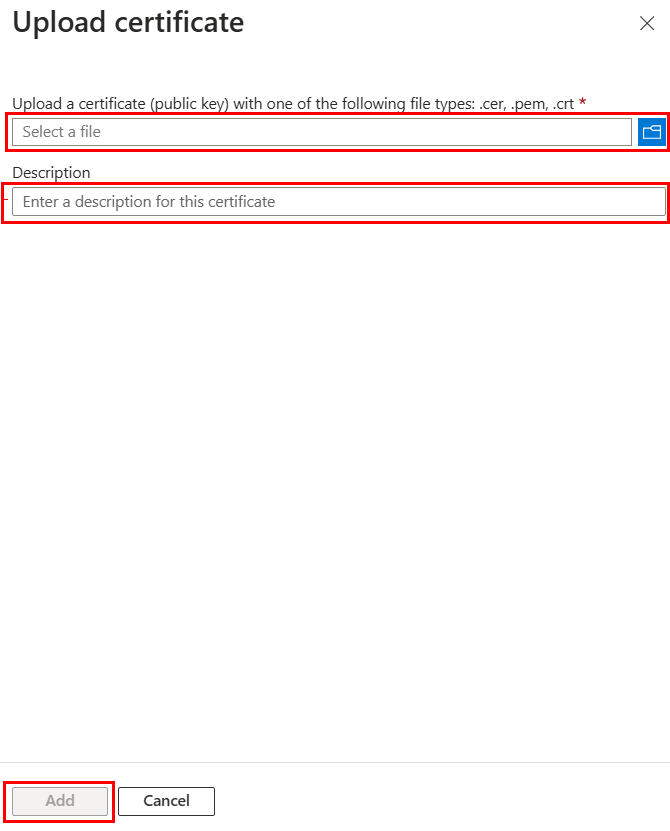 Upload certificate
Upload a certificate (public key) with one of the following file types: .cer, .pem, .crt *
Select a file
Description
Enter a description for this certificate
Add
Cancel